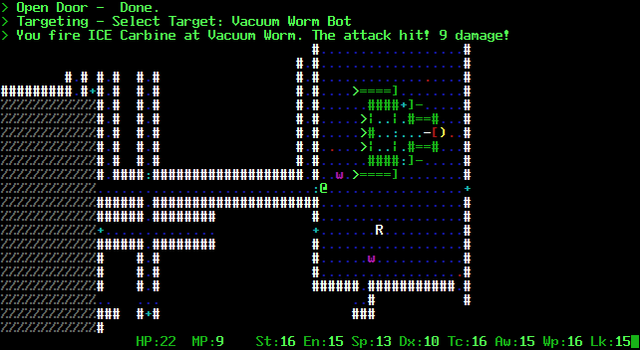 > Open Door -  Done.
> Targeting - Select Target: Vacuum Worm Bot
> You fire ICE Carbine at Vacuum Worm. The attack hit! 9 damage!
HP:22  MP:9    St:16 En:15 Sp:13 Dx:10 Tc:16 Aw:15 Wp:16 Lk:15